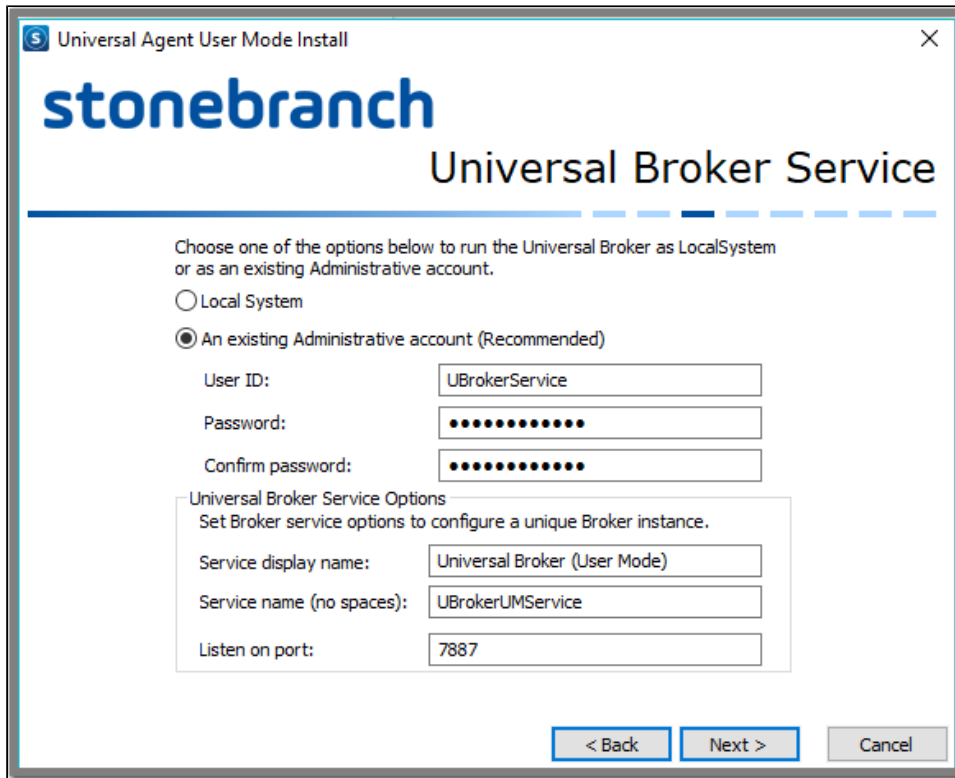 Universal Agent User Mode Install
stonebranch
Universal Broker Service
Choose one of the options below to run the Universal Broker as LocalSystem
or as an existing Administrative account.
Local System
An existing Administrative account (Recommended)
User ID: UBrokerService
Password: ●●●●●●●●●●●●
Confirm password: ●●●●●●●●●●●●
Universal Broker Service Options
Set Broker service options to configure a unique Broker instance.
Service display name: Universal Broker (User Mode)
Service name (no spaces): UBrokerUMService
Listen on port: 7887
< Back Next > Cancel